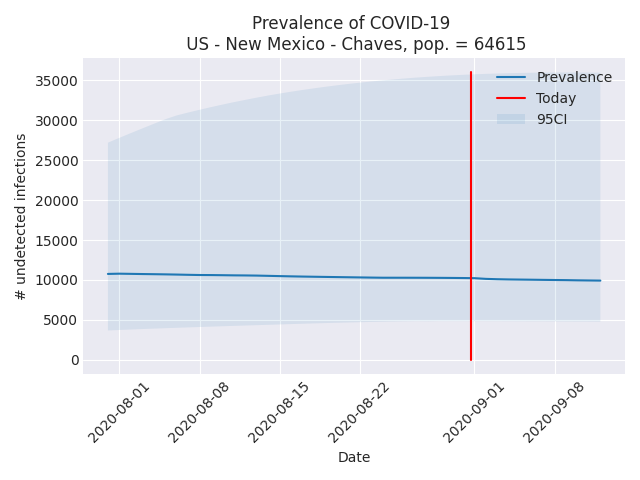 Prevalence of COVID-19
US - New Mexico - Chaves, pop. = 64615
# undetected infections
35000
30000
25000
20000
15000
10000
5000
0
Prevalence
Today
95CI
2020-08-01
2020-08-08
2020-08-15
2020-08-22
2020-09-01
2020-09-08
Date